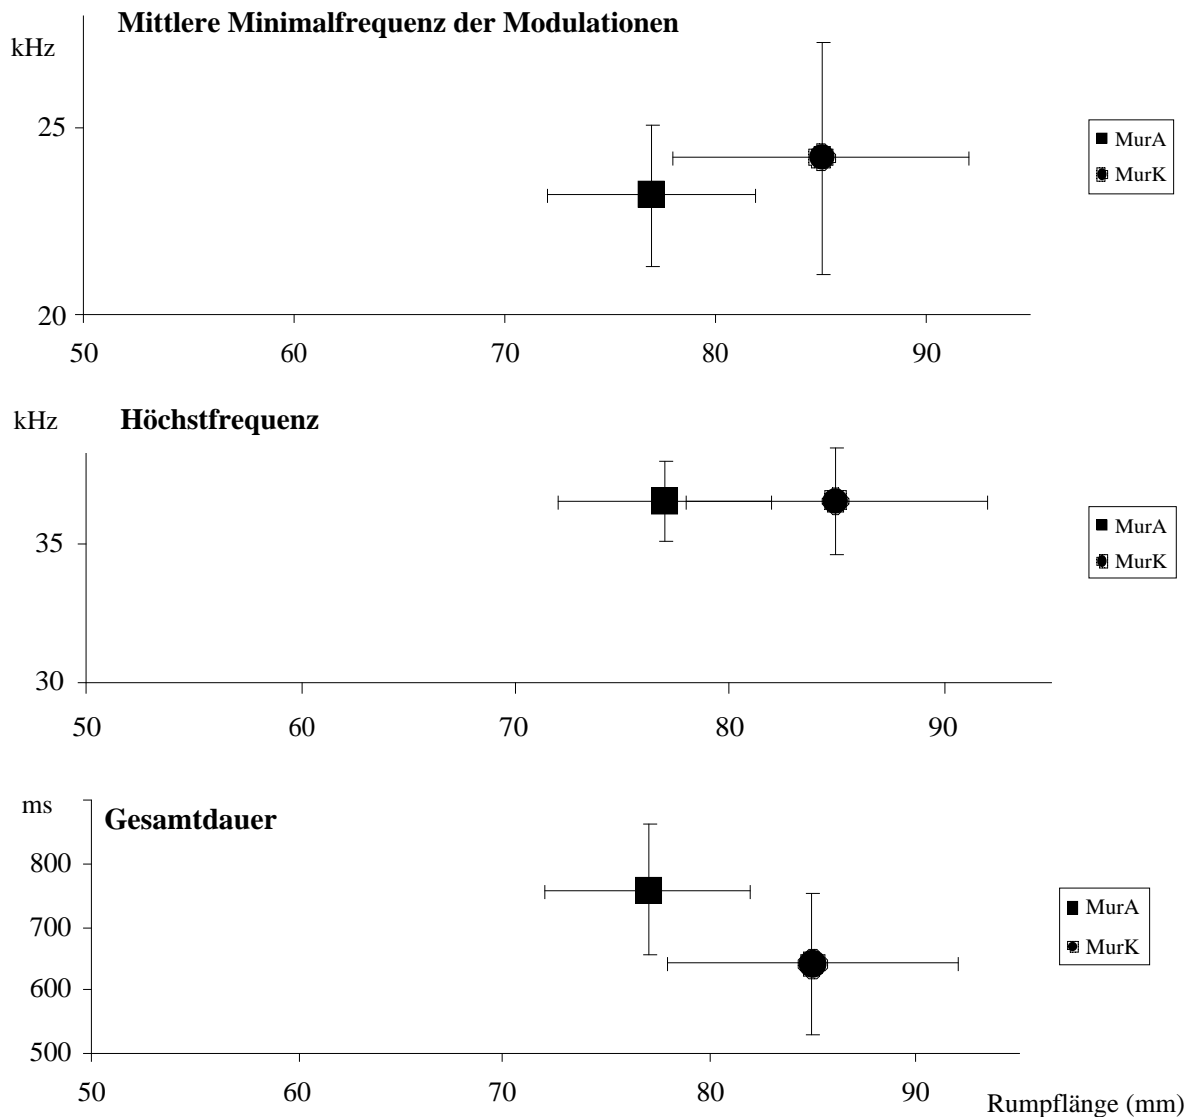 Mittlere Minimalfrequenz der Modulationen
kHz
25
20
50 60 70 80 90
MurA
MurK
kHz Höchstfrequenz
35
30
50 60 70 80 90
MurA
MurK
ms
Gesamtdauer
800
700
600
500
50 60 70 80 90
MurA
MurK
Rumpflänge (mm)